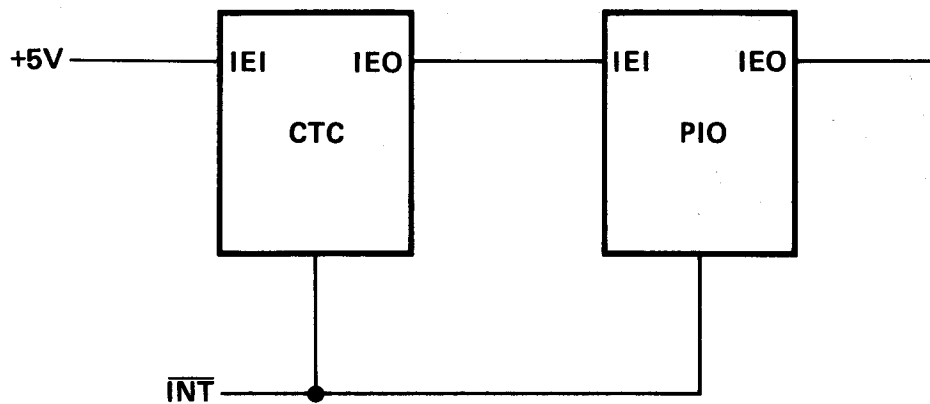 +5V
IEI IEO
CTC
IEI IEO
PIO
INT